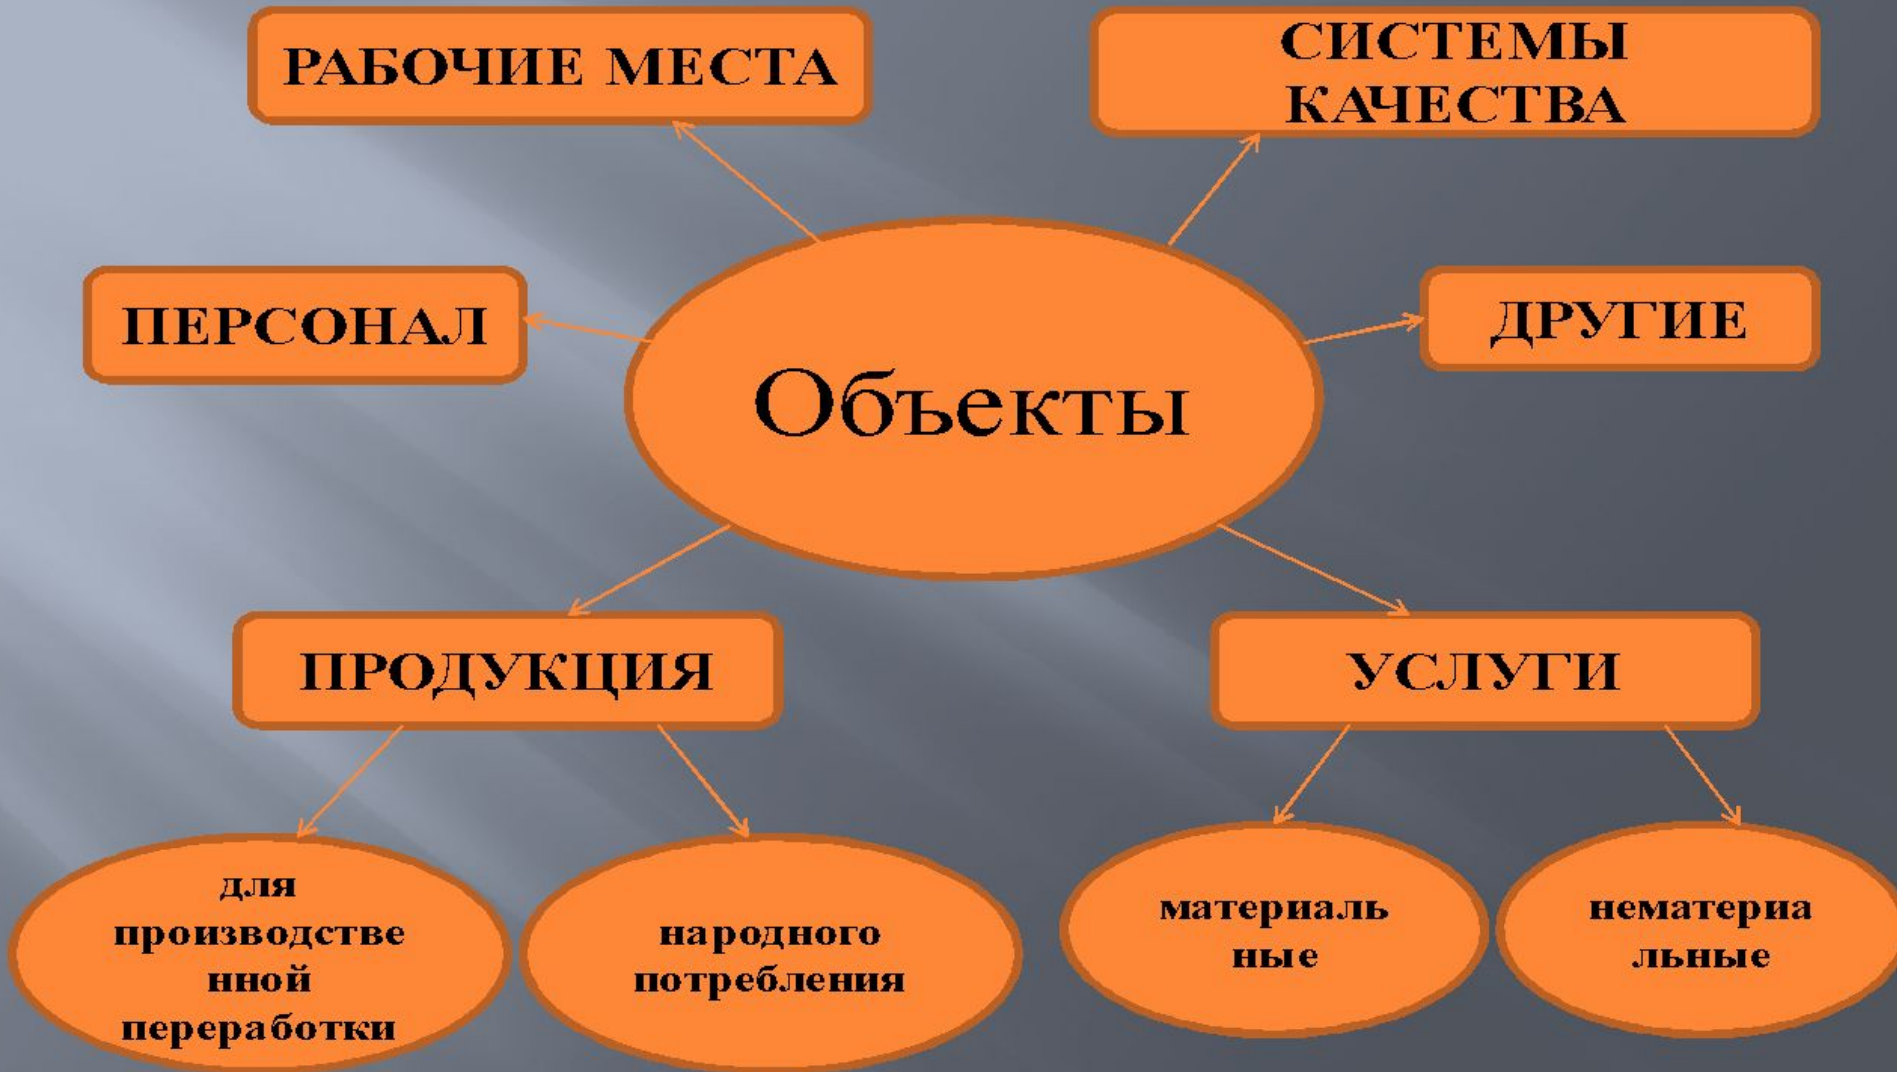 РАБОЧИЕ МЕСТА
СИСТЕМЫ
КАЧЕСТВА
ПЕРСОНАЛ
ДРУГИЕ
Объекты
ПРОДУКЦИЯ
УСЛУГИ
для
производстве
нной
переработки
народного
потребления
материаль
ные
нематериа
льные